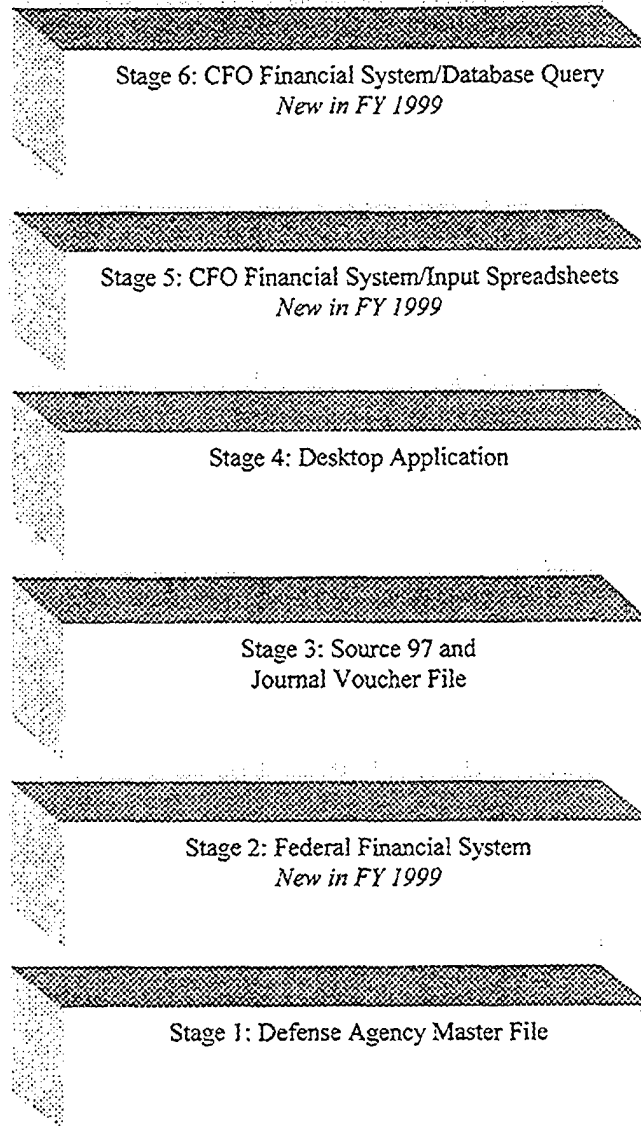 Stage 6: CFO Financial System/Database Query
New in FY 1999
Stage 5: CFO Financial System/Input Spreadsheets
New in FY 1999
Stage 4: Desktop Application
Stage 3: Source 97 and
Journal Voucher File
Stage 2: Federal Financial System
New in FY 1999
Stage 1: Defense Agency Master File